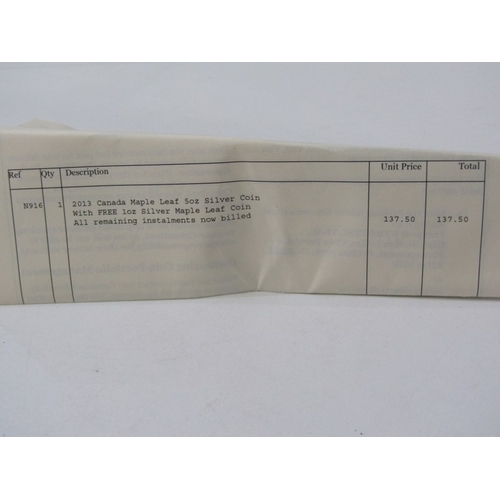 Ref Qty Description Unit Price Total
N916 1 2013 Canada Maple Leaf 5oz Silver Coin
With FREE 1oz Silver Maple Leaf Coin
All remaining instalments now billed 137.50 137.50